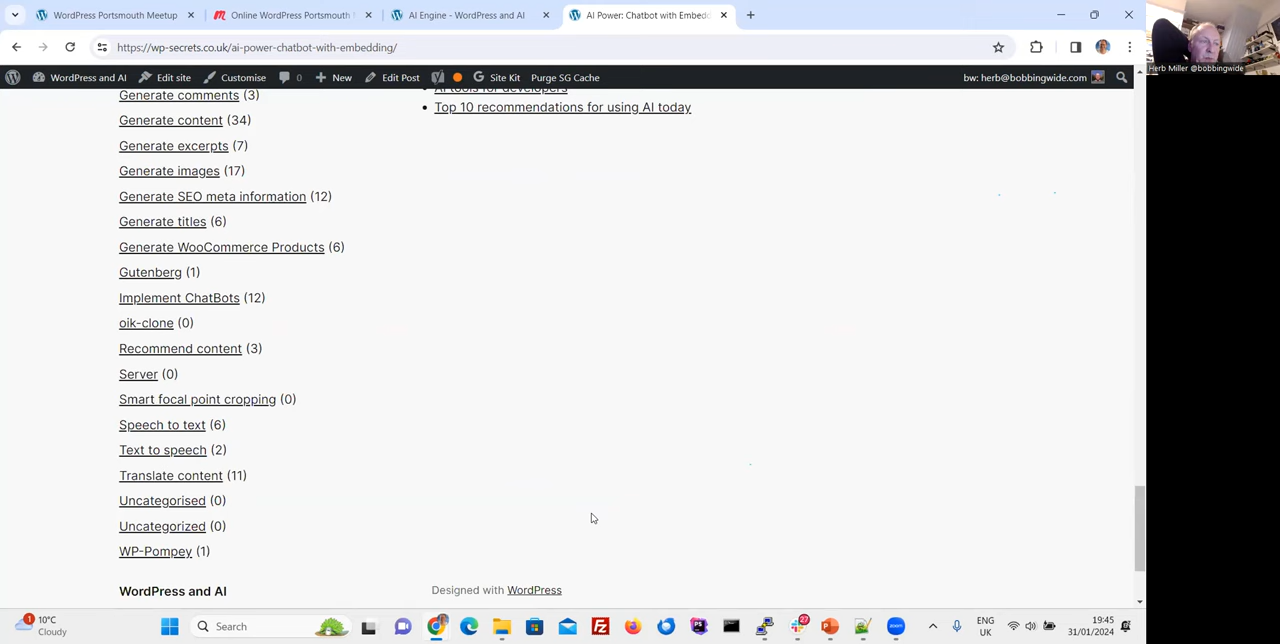 WordPress Portsmouth Meetup
Online WordPress Portsmouth
AI Engine - WordPress and AI
AI Power: Chatbot with Embedd
https://wp-secrets.co.uk/ai-power-chatbot-with-embedding/
WordPress and AI
Edit site
Customise
0
New
Edit Post
Site Kit
Purge SG Cache
bw: herb@bobbingwide.com
Herb Miller @bobbingwide
Generate comments (3)
AI tools for developers
Top 10 recommendations for using AI today
Generate content (34)
Generate excerpts (7)
Generate images (17)
Generate SEO meta information (12)
Generate titles (6)
Generate WooCommerce Products (6)
Gutenberg (1)
Implement ChatBots (12)
oik-clone (0)
Recommend content (3)
Server (0)
Smart focal point cropping (0)
Speech to text (6)
Text to speech (2)
Translate content (11)
Uncategorised (0)
Uncategorized (0)
WP-Pompey (1)
WordPress and AI
Designed with WordPress
1
10°C
Cloudy
Search
27
zoom
ENG
UK
19:45
31/01/2024